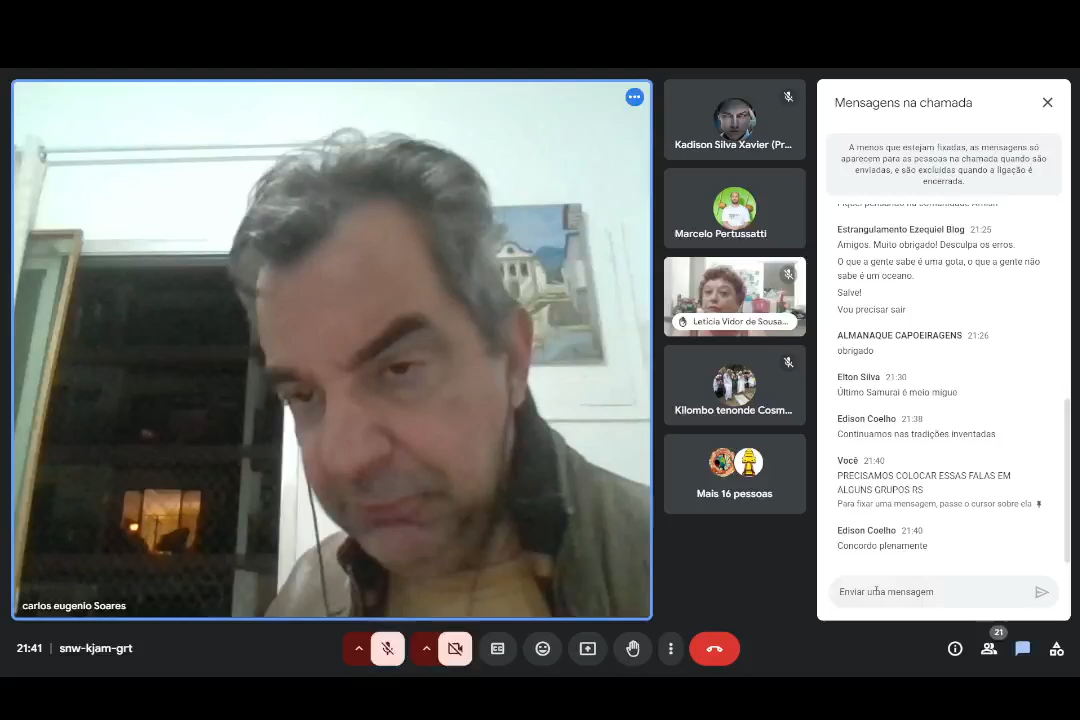 carlos eugenio Soares
Kadison Silva Xavier (Pr...
Marcelo Pertussatti
Leticia Vidor de Sousa...
Kilombo tenonde Cosm...
Mais 16 pessoas
Mensagens na chamada
A menos que estejam fixadas, as mensagens só
aparecem para as pessoas na chamada quando são
enviadas, e são excluídas quando a ligação é
encerrada.
Estrangulamento Ezequiel Blog 21:25
Amigos. Muito obrigado! Desculpa os erros.
O que a gente sabe é uma gota, o que a gente não
sabe é um oceano.
Salve!
Vou precisar sair
ALMANAQUE CAPOEIRAGENS 21:26
obrigado
Elton Silva 21:30
Último Samurai é meio migue
Edison Coelho 21:38
Continuamos nas tradições inventadas
Você 21:40
PRECISAMOS COLOCAR ESSAS FALAS EM
ALGUNS GRUPOS RS
Para fixar uma mensagem, passe o cursor sobre ela
Edison Coelho 21:40
Concordo plenamente
Enviar uma mensagem
21:41 | snw-kjam-grt
21